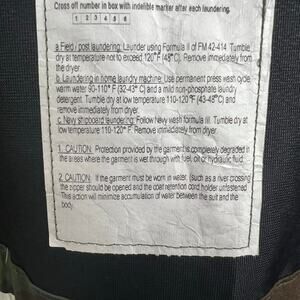 Cross off number in box with indelible marker after each laundering.
1 2 3 4 5 6
a.Field / post laundering: Launder using Formula II of FM 42-414. Tumble
dry at temperature not to exceed 120°F (48°C). Remove immediately from
the dryer.
b. Laundering in home laundry machine: Use permanent press wash cycle,
warm water 90-110° F (32-43° C) and a mild non-phosphate laundry
detergent. Tumble dry at low temperature 110-120°F (43-48°C) and
remove immediately.
c. Navy shipboard laundering: Follow Navy wash formula III. Tumble dry at
low temperature 110-120° F. Remove immediately from dryer.
1. CAUTION: Protection provided by the garment is completely degraded in
the areas where the garment is wet through with fuel, oil or hydraulic fluid.
2. CAUTION: If the garment must be worn in water, (such as a river crossing
the zipper should be opened and the coat retention cord holder unfastened.
This action will minimize accumulation of water between the suit and the
body.